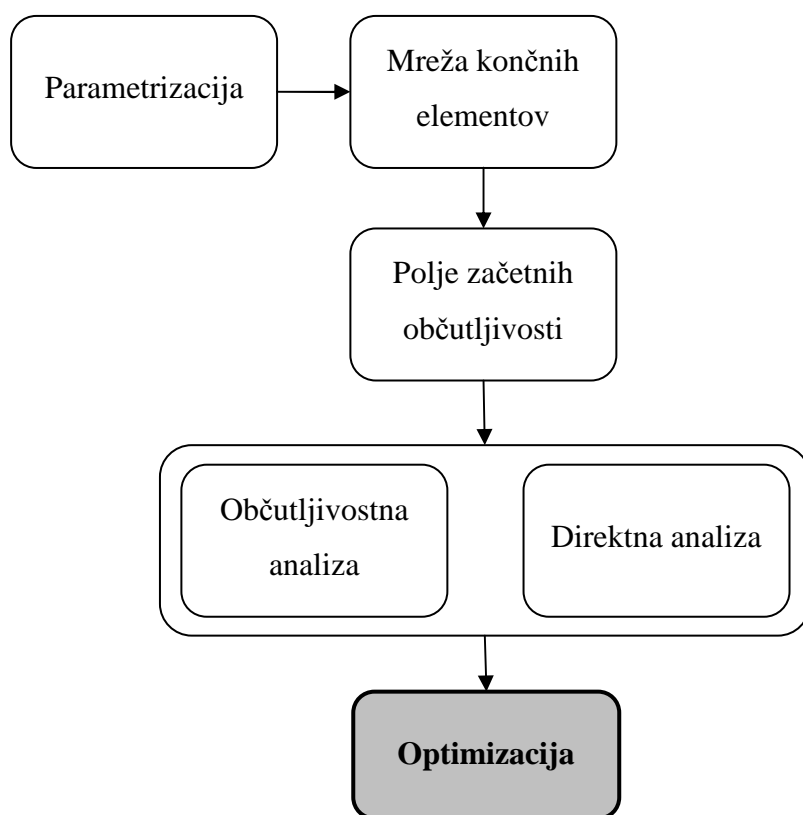 Parametrizacija
Mreža končnih
elementov
Polje začetnih
občutljivosti
Občutljivostna
analiza
Direktna analiza
Optimizacija